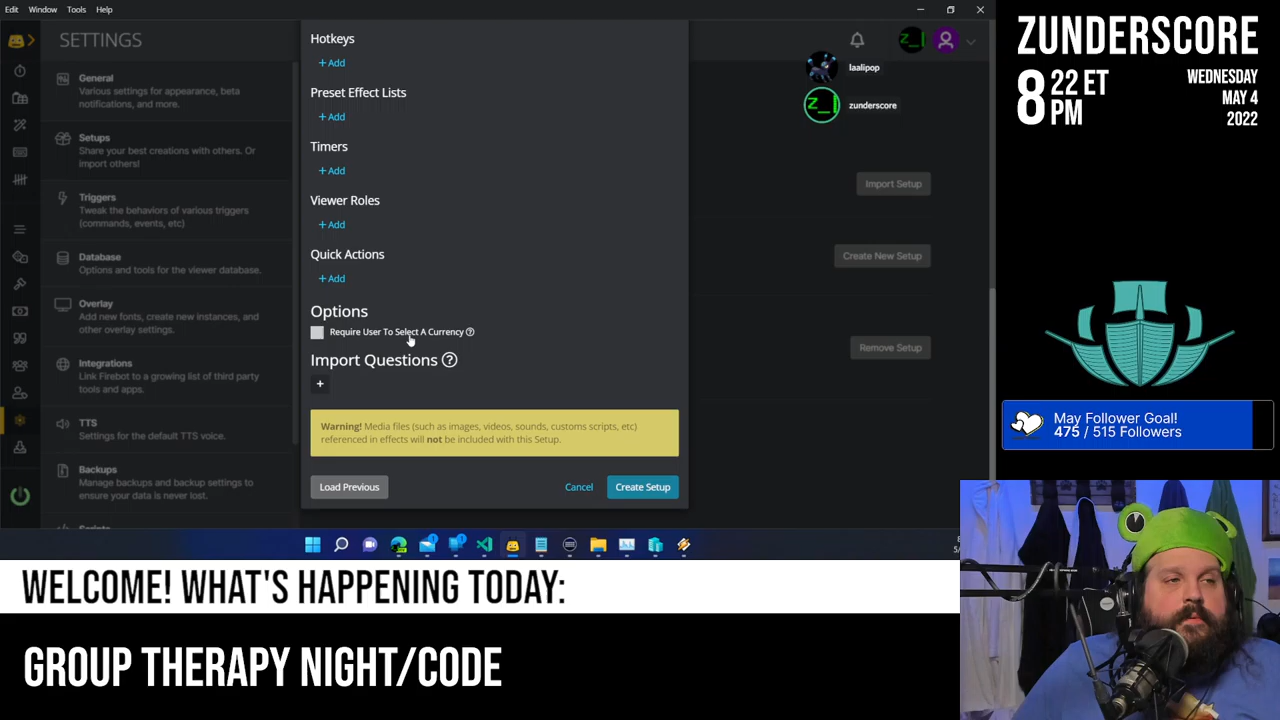 Edit Window Tools Help
SETTINGS
General
Various settings for appearance, beta
notifications, and more.
Setups
Share your best creations with others. Or
import others!
Triggers
Tweak the behaviors of various triggers
(commands, events, etc)
Database
Options and tools for the viewer database.
Overlay
Add new fonts, create new instances, and
other overlay settings.
Integrations
Link Firebot to a growing list of third party
tools and apps.
TTS
Settings for the default TTS voice.
Backups
Manage backups and backup settings to
ensure your data is never lost.
Hotkeys
+ Add
Preset Effect Lists
+ Add
Timers
+ Add
Viewer Roles
+ Add
Quick Actions
+ Add
Options
Require User To Select A Currency ?
Import Questions ?
+
Warning! Media files (such as images, videos, sounds, customs scripts, etc)
referenced in effects will not be included with this Setup.
Load Previous
Cancel
Create Setup
z_|
laalipop
z_| zunderscore
Import Setup
Create New Setup
Remove Setup
ZUNDERSCORE
8 22 ET
PM
WEDNESDAY
MAY 4
2022
May Follower Goal!
475 / 515 Followers
WELCOME! WHAT'S HAPPENING TODAY:
GROUP THERAPY NIGHT/CODE